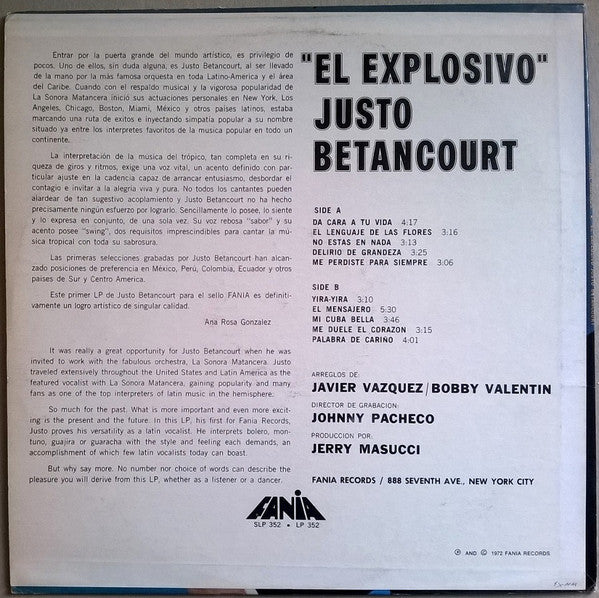 Entrar por la puerta grande del mundo artístico, es privilegio de
pocos. Uno de ellos, sin duda alguna, es Justo Betancourt, al ser llevado
de la mano por la más famosa orquesta en toda Latino-America y el área
del Caribe. Cuando con el respaldo musical y la vigorosa popularidad de
La Sonora Matancera inició sus actuaciones personales en New York, Los
Angeles, Chicago, Boston, Miami, México y otros países latinos, estaba
marcando una ruta de exitos e inyectando simpatía popular a su nombre
situado ya entre los interpretes favoritos de la musica popular en todo un
continente.
La interpretación de la música del trópico, tan completa en su ri-
queza de giros y ritmos, exige una voz vital, un acento definido con par-
ticular ajuste en la cadencia capaz de arrancar entusiasmo, desbordar el
contagio e invitar a la alegria viva y pura. No todos los cantantes pueden
alardear de tan sugestivo acoplamiento y Justo Betancourt no ha hecho
precisamente ningún esfuerzo por lograrlo. Sencillamente lo posee, lo siente
y lo expresa en conjunto, de una sola vez. Su voz rebosa "sabor" y su
acento posee "swing", dos requisitos imprescindibles para cantar la mú-
sica tropical con toda su sabrosura.
Las primeras selecciones grabadas por Justo Betancourt han alcan-
zado posiciones de preferencia en México, Perú, Colombia, Ecuador y otros
paises de Sur y Centro America.
Este primer LP de Justo Betancourt para el sello FANIA es definiti-
vamente un logro artístico de singular calidad.
Ana Rosa Gonzalez
It was really a great opportunity for Justo Betancourt when he was
invited to work with the fabulous orchestra, La Sonora Matancera. Justo
traveled extensively throughout the United States and Latin America as the
featured vocalist with La Sonora Matancera, gaining popularity and many
fans as one of the top interpreters of latin music in the hemisphere.
So much for the past. What is more important and even more excit-
ing is the present and the future. In this LP, his first for Fania Records,
Justo proves his versatility as a latin vocalist. He interprets bolero, mon-
tuno, guajira or guaracha with the style and feeling each demands, an
accomplishment of which few latin vocalists today can boast.
But why say more. No number nor choice of words can describe the
pleasure you will derive from this LP, whether as a listener or a dancer.
"EL EXPLOSIVO"
JUSTO
BETANCOURT
SIDE A
DA CARA A TU VIDA 4:17
EL LENGUAJE DE LAS FLORES 3:16
NO ESTAS EN NADA 3:13
DELIRIO DE GRANDEZA 3:25
ME PERDISTE PARA SIEMPRE 3:06
SIDE B
YIRA-YIRA 3:10
EL MENSAJERO 5:30
MI CUBA BELLA 3:46
ME DUELE EL CORAZON 3:15
PALABRA DE CARIÑO 4:01
ARREGLOS DE:
JAVIER VAZQUEZ/BOBBY VALENTIN
DIRECTOR DE GRABACION:
JOHNNY PACHECO
PRODUCCION POR:
JERRY MASUCCI
FANIA RECORDS / 888 SEVENTH AVE., NEW YORK CITY
FANIA
SLP 352 • LP 352
Ⓟ AND © 1972 FANIA RECORDS